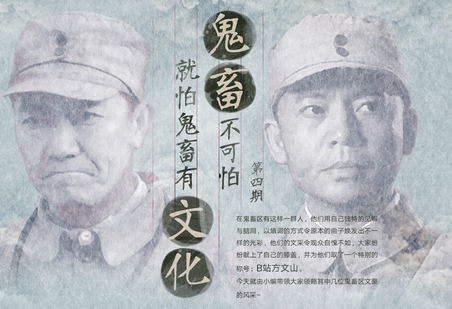 鬼畜不可怕
就怕鬼畜有文化
第四期
在鬼畜区有这样一群人，他们用自己独特的见解
与脑洞，以填词的方式令原本的曲子焕发出不一
样的光彩，他们的文采令观众自愧不如，大家纷
纷献上了自己的膝盖，并为他们取了一个特别的
称号：B站方文山。
今天就由小编带领大家领略其中几位鬼畜区文豪
的风采~